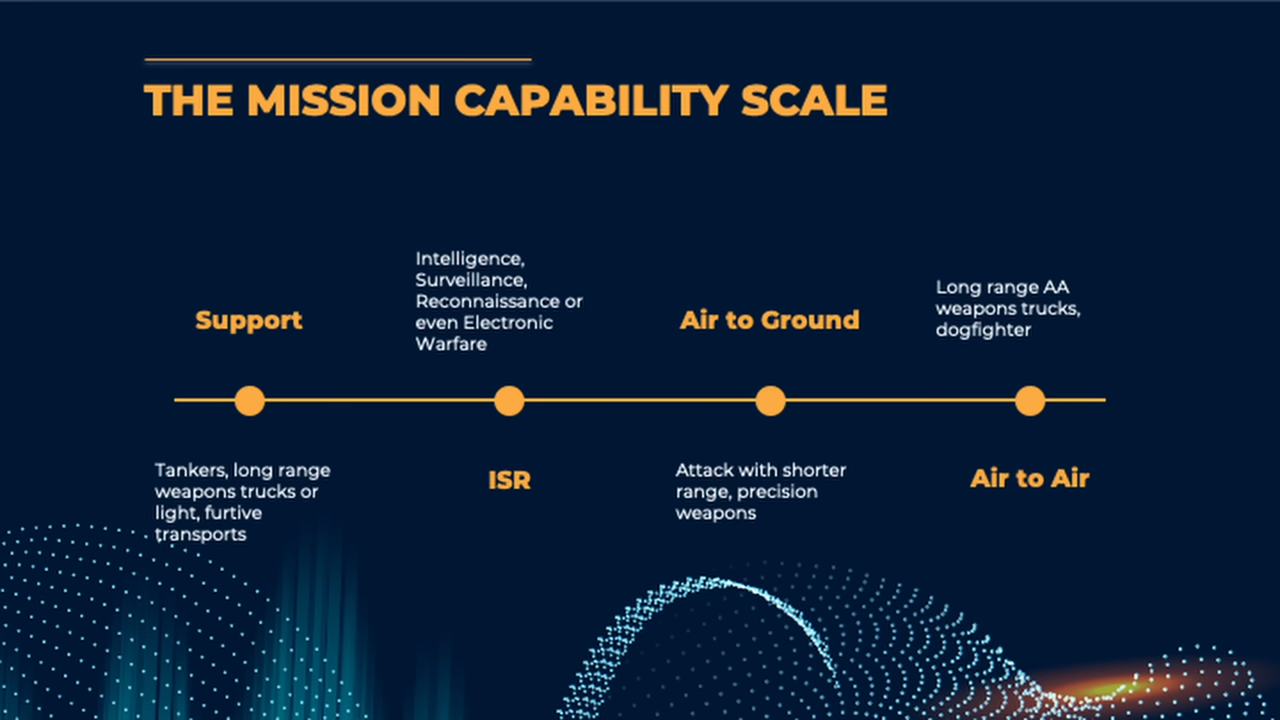 THE MISSION CAPABILITY SCALE
Support
Tankers, long range
weapons trucks or
light, furtive
transports
Intelligence,
Surveillance,
Reconnaissance or
even Electronic
Warfare
ISR
Air to Ground
Attack with shorter
range, precision
weapons
Long range AA
weapons trucks,
dogfighter
Air to Air